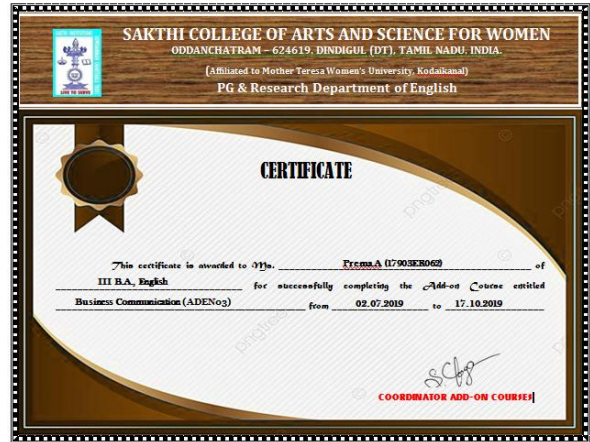 SAKTHI COLLEGE OF ARTS AND SCIENCE FOR WOMEN
ODDANCHATRAM – 624619. DINDIGUL (DT), TAMIL NADU. INDIA.
(Affiliated to Mother Teresa Women's University, Kodaikanal)
PG & Research Department of English
LIVE TO SERVE
CERTIFICATE
This certificate is awarded to Ms. Prema.A (17903ER062) of
III B.A., English for successfully completing the Add-on Course entitled
Business Communication (ADEN03) from 02.07.2019 to 17.10.2019
COORDINATOR ADD-ON COURSES